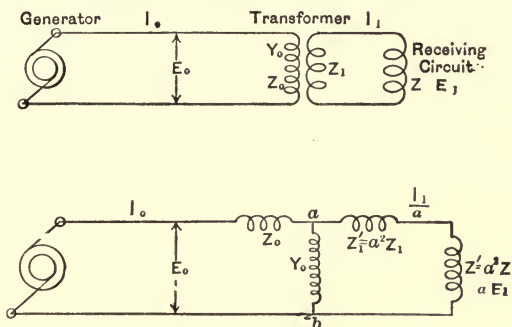 Generator I₀ Transformer I₁
Receiving
Circuit
E₀ Y₀ Z₀ Z₁ Z E₁
I₀ a I₁/a
Z₀ Z₁'=a²Z₁
E₀ Y₀ Z'=a²Z
a E₁
b